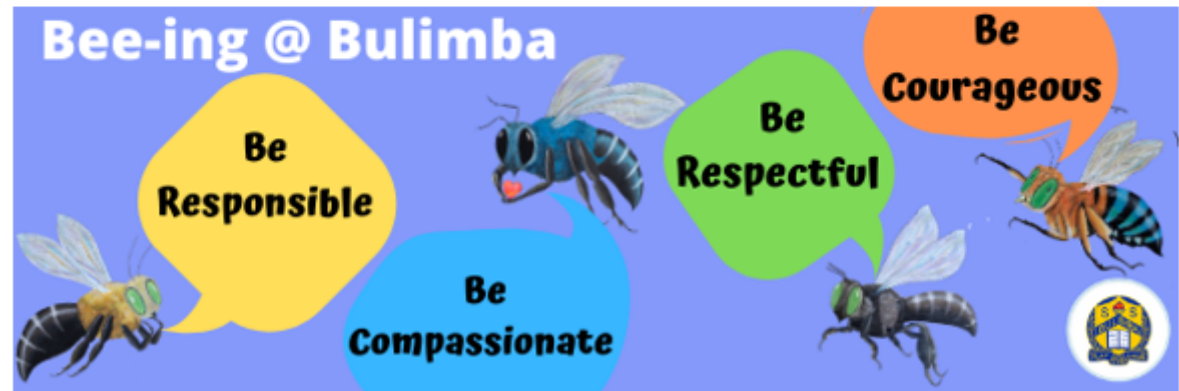 Bee-ing @ Bulimba
Be
Responsible
Be
Compassionate
Be
Respectful
Be
Courageous